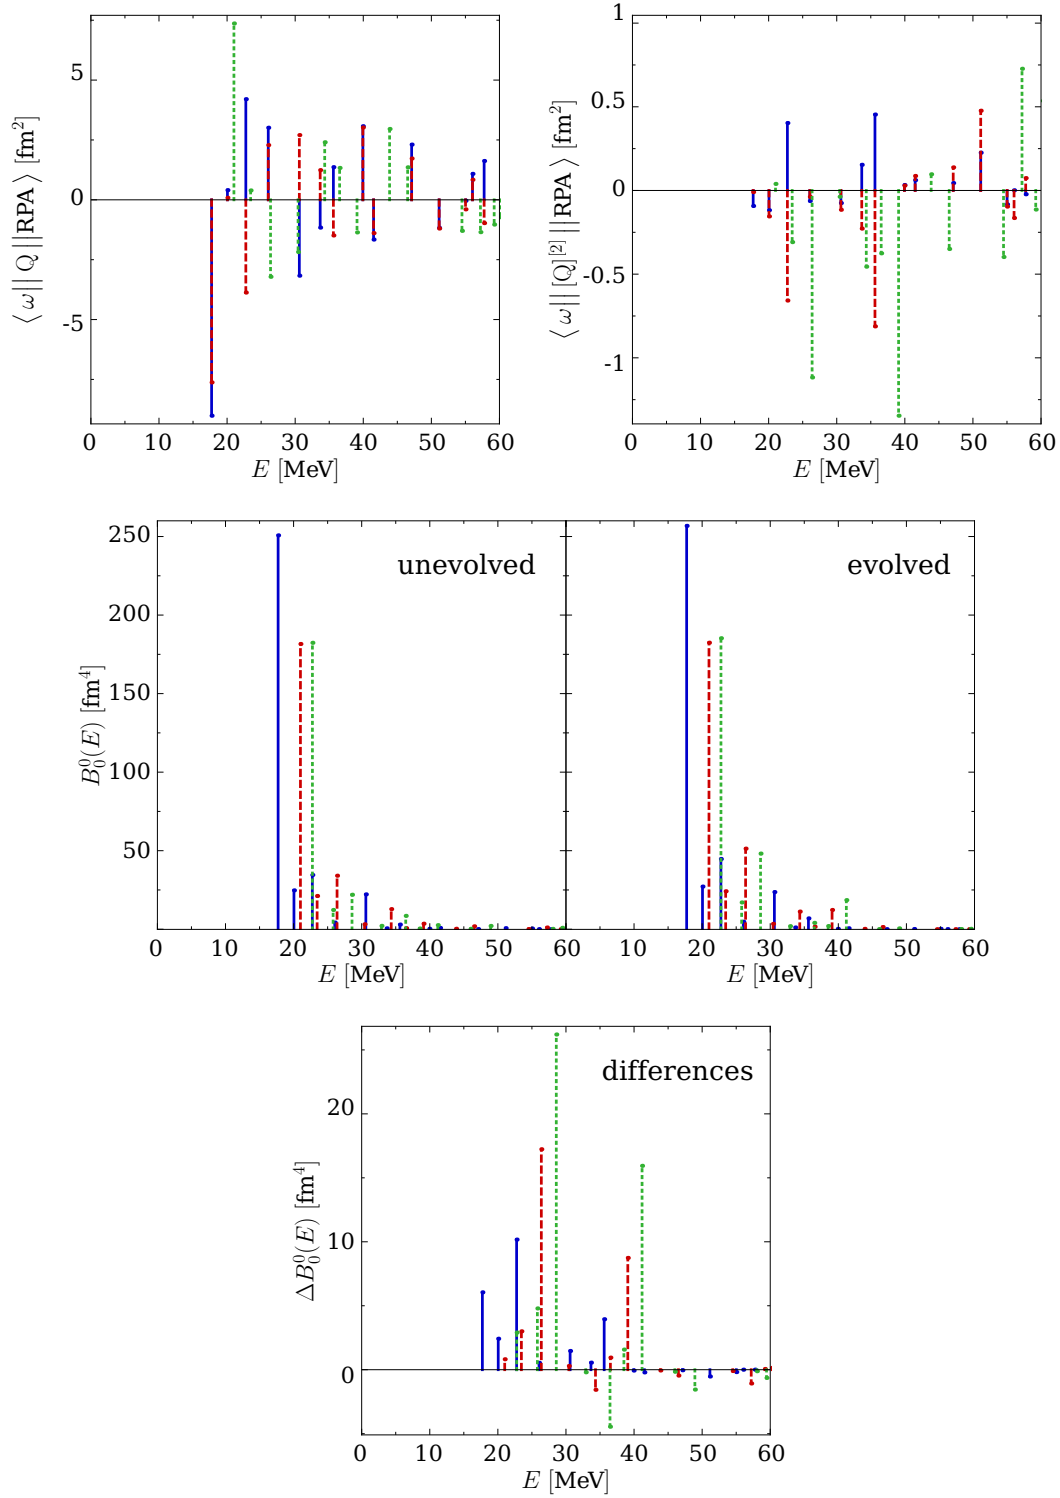 5
0
-5
⟨ω||Q||RPA⟩ [fm²]
0 10 20 30 40 50 60
E [MeV]
1
0.5
0
-0.5
-1
⟨ω||[Q]^[2]||RPA⟩ [fm²]
0 10 20 30 40 50 60
E [MeV]
unevolved
250
200
150
100
50
B₀⁰(E) [fm⁴]
0 10 20 30 40 50 60
E [MeV]
evolved
0 10 20 30 40 50 60
E [MeV]
differences
20
10
0
ΔB₀⁰(E) [fm⁴]
0 10 20 30 40 50 60
E [MeV]